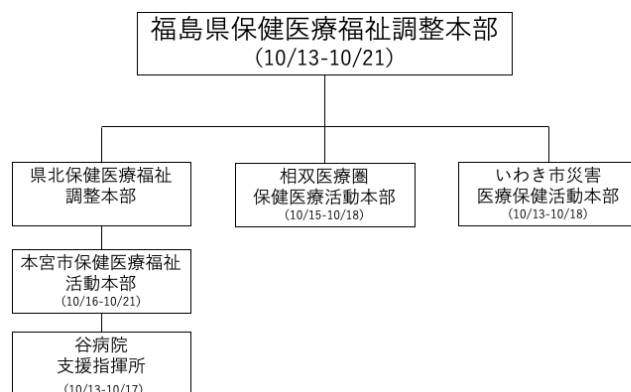 福島県保健医療福祉調整本部
(10/13-10/21)
県北保健医療福祉
調整本部
相双医療圏
保健医療活動本部
(10/15-10/18)
いわき市災害
医療保健活動本部
(10/13-10/18)
本宮市保健医療福祉
活動本部
(10/16-10/21)
谷病院
支援指揮所
(10/13-10/17)